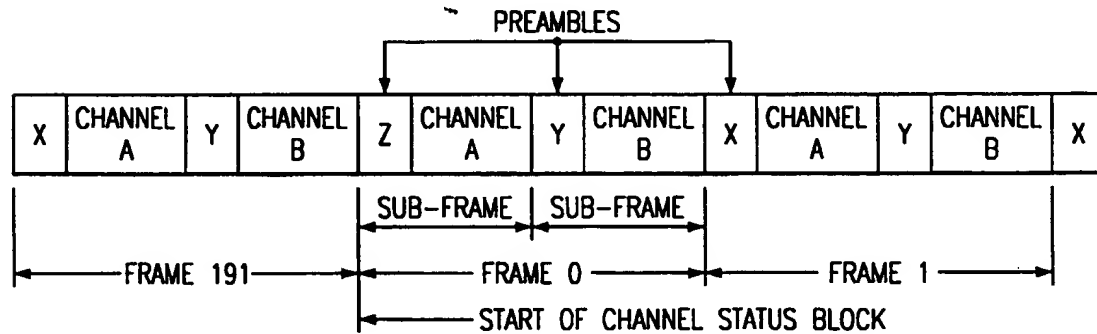 PREAMBLES
X CHANNEL A Y CHANNEL B Z CHANNEL A Y CHANNEL B X CHANNEL A Y CHANNEL B X
SUB-FRAME SUB-FRAME
FRAME 191 FRAME 0 FRAME 1
START OF CHANNEL STATUS BLOCK